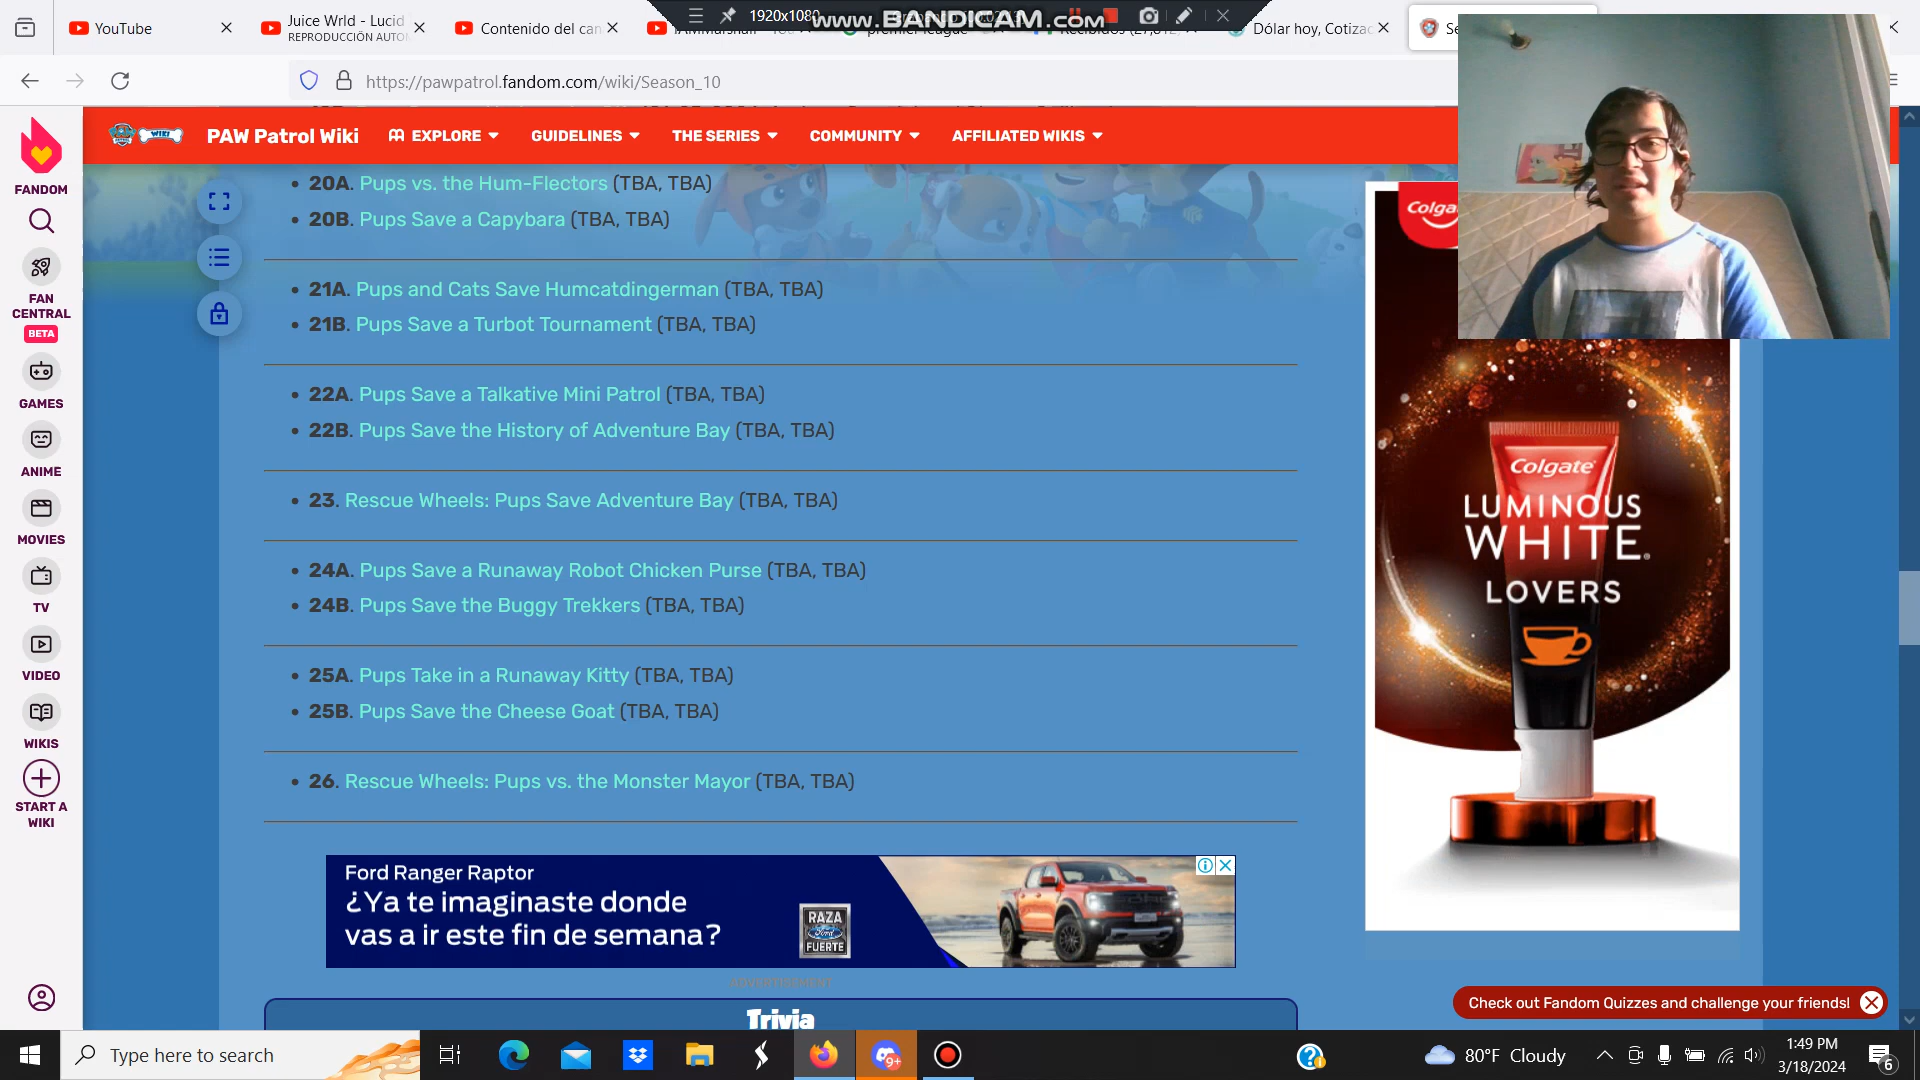 1920x1080
www.BANDICAM.com
YouTube
Juice Wrld - Lucid
REPRODUCCIÓN AUTOM
Contenido del can
Dólar hoy, Cotizac
https://pawpatrol.fandom.com/wiki/Season_10
WIKI
PAW Patrol Wiki
EXPLORE
GUIDELINES
THE SERIES
COMMUNITY
AFFILIATED WIKIS
FANDOM
FAN
CENTRAL
BETA
GAMES
ANIME
MOVIES
TV
VIDEO
WIKIS
START A
WIKI
20A. Pups vs. the Hum-Flectors (TBA, TBA)
20B. Pups Save a Capybara (TBA, TBA)
21A. Pups and Cats Save Humcatdingerman (TBA, TBA)
21B. Pups Save a Turbot Tournament (TBA, TBA)
22A. Pups Save a Talkative Mini Patrol (TBA, TBA)
22B. Pups Save the History of Adventure Bay (TBA, TBA)
23. Rescue Wheels: Pups Save Adventure Bay (TBA, TBA)
24A. Pups Save a Runaway Robot Chicken Purse (TBA, TBA)
24B. Pups Save the Buggy Trekkers (TBA, TBA)
25A. Pups Take in a Runaway Kitty (TBA, TBA)
25B. Pups Save the Cheese Goat (TBA, TBA)
26. Rescue Wheels: Pups vs. the Monster Mayor (TBA, TBA)
Colga
Colgate
LUMINOUS
WHITE
LOVERS
Ford Ranger Raptor
¿Ya te imaginaste donde
vas a ir este fin de semana?
RAZA
Ford
FUERTE
ADVERTISEMENT
Trivia
Check out Fandom Quizzes and challenge your friends!
Type here to search
9+
80°F Cloudy
1:49 PM
3/18/2024
6